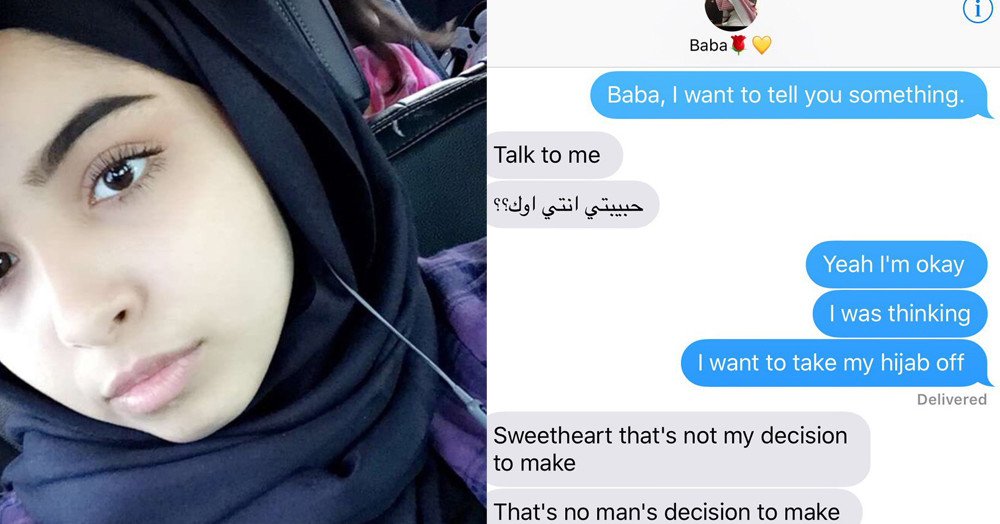 Baba🌹💛
Baba, I want to tell you something.
Talk to me
حبيبتي انتي اوك؟؟
Yeah I'm okay
I was thinking
I want to take my hijab off
Delivered
Sweetheart that's not my decision
to make
That's no man's decision to make